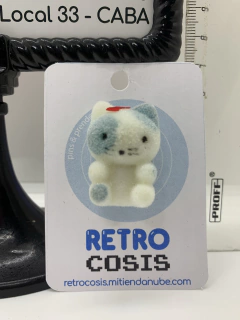 Local 33 - CABA
RETRO
COSIS
retrocosis.mitiendanube.com
PROFF